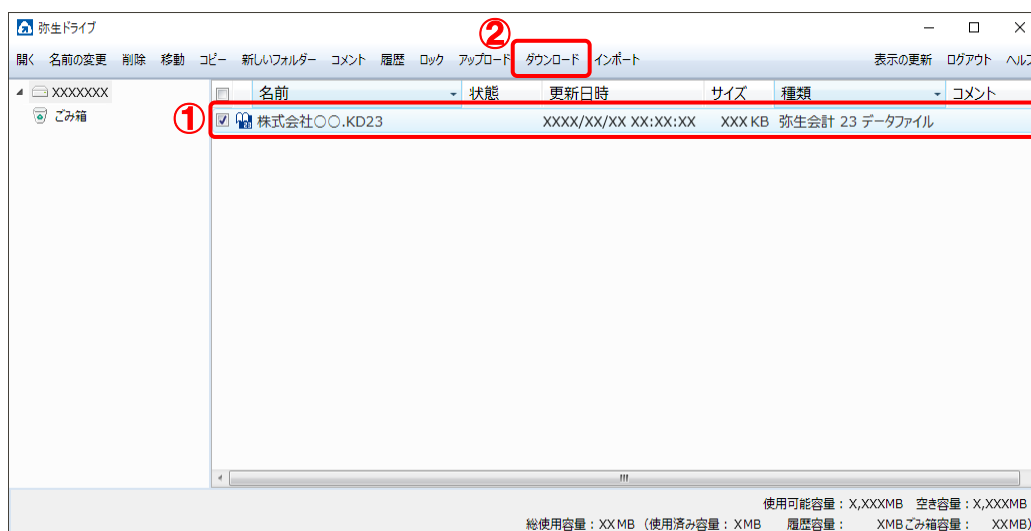 弥生ドライブ
②
開く 名前の変更 削除 移動 コピー 新しいフォルダー コメント 履歴 ロック アップロード ダウンロード インポート 表示の更新 ログアウト ヘルプ
XXXXXXX
名前 状態 更新日時 サイズ 種類 コメント
ごみ箱
①
株式会社○○.KD23 XXXX/XX/XX XX:XX:XX XXX KB 弥生会計 23 データファイル
使用可能容量：X,XXXMB 空き容量：X,XXXMB
総使用容量：XXMB（使用済み容量：XMB 履歴容量： XMBごみ箱容量： XXMB）